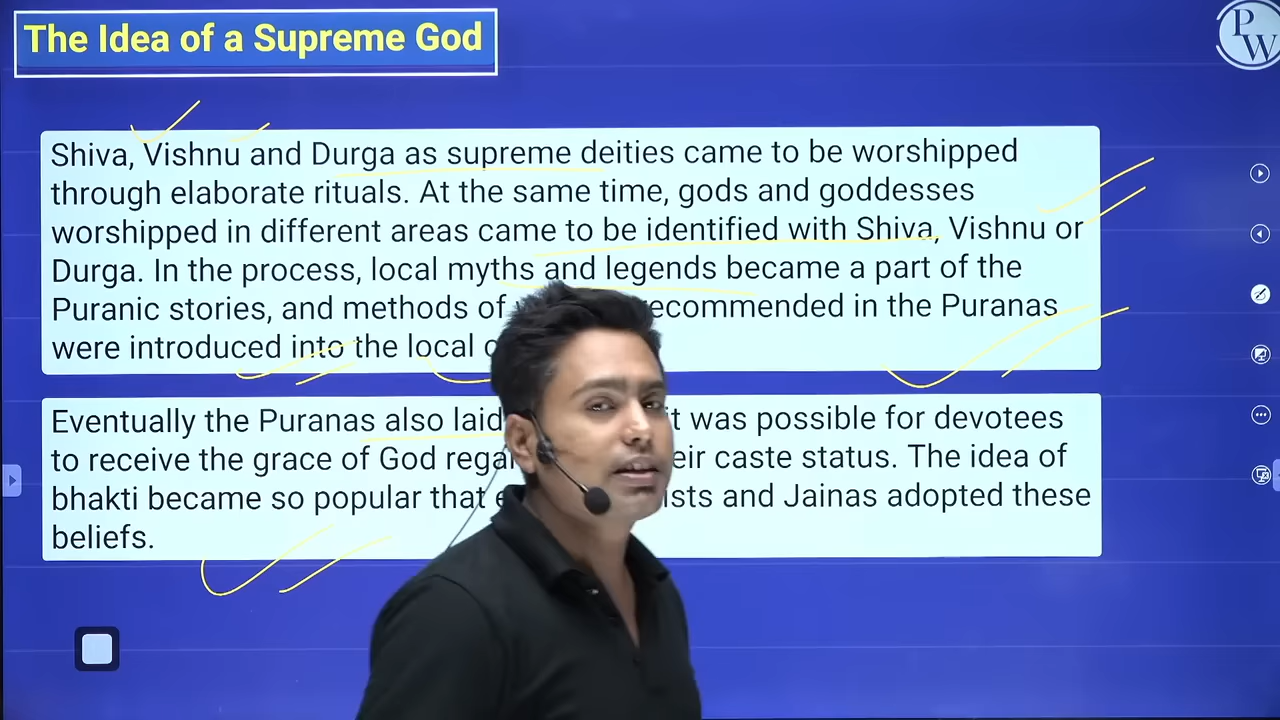 The Idea of a Supreme God
PW
Shiva, Vishnu and Durga as supreme deities came to be worshipped
through elaborate rituals. At the same time, gods and goddesses
worshipped in different areas came to be identified with Shiva, Vishnu or
Durga. In the process, local myths and legends became a part of the
Puranic stories, and methods of recommended in the Puranas
were introduced into the local
Eventually the Puranas also laid it was possible for devotees
to receive the grace of God their caste status. The idea of
bhakti became so popular that and Jainas adopted these
beliefs.